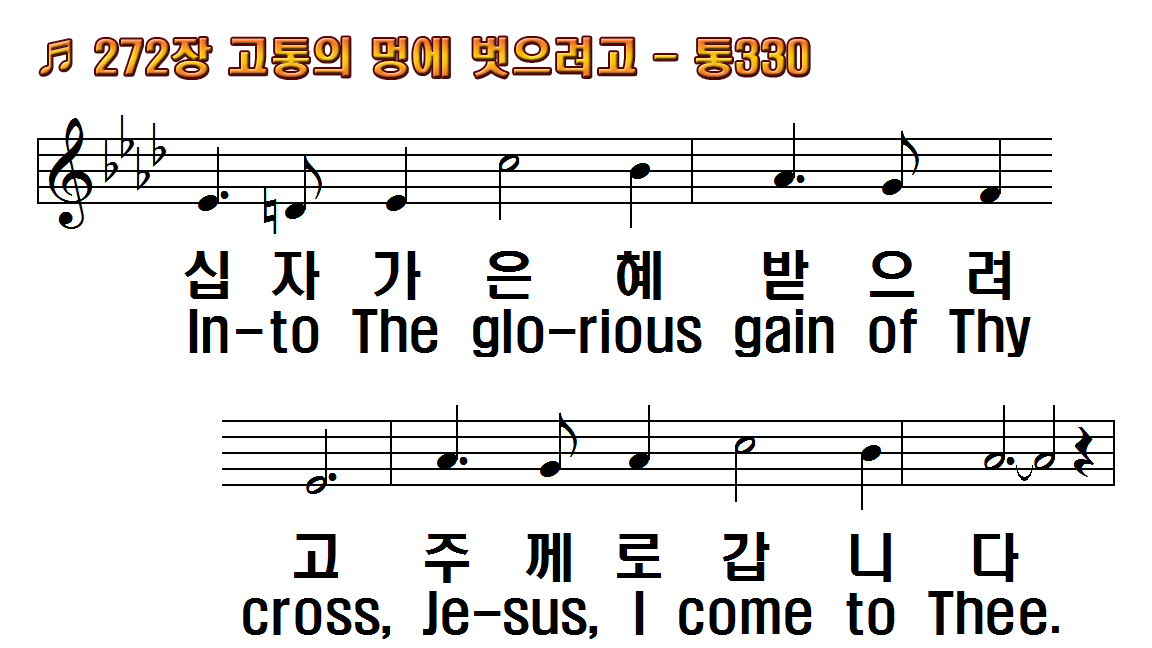 ♬ 272장 고통의 멍에 벗으려고 - 통330
십 자 가 은 혜 받 으 려
In-to The glo-rious gain of Thy
고 주 께 로 갑 니 다
cross, Je-sus, I come to Thee.